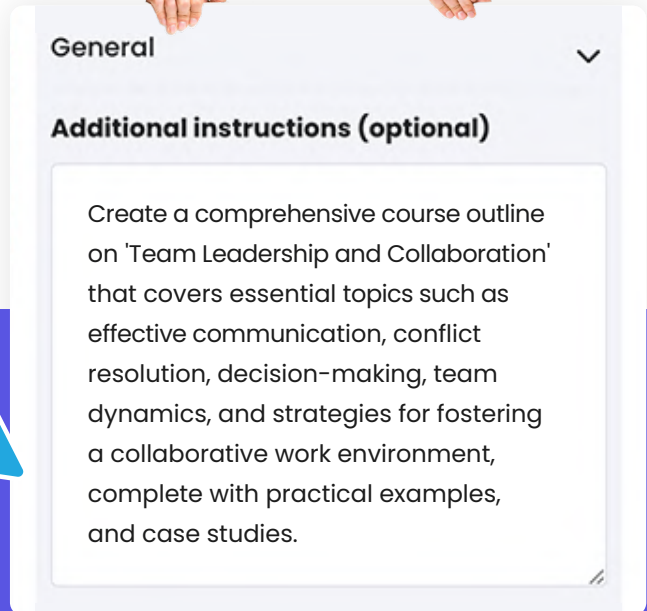 General
Additional instructions (optional)
Create a comprehensive course outline
on 'Team Leadership and Collaboration'
that covers essential topics such as
effective communication, conflict
resolution, decision-making, team
dynamics, and strategies for fostering
a collaborative work environment,
complete with practical examples,
and case studies.